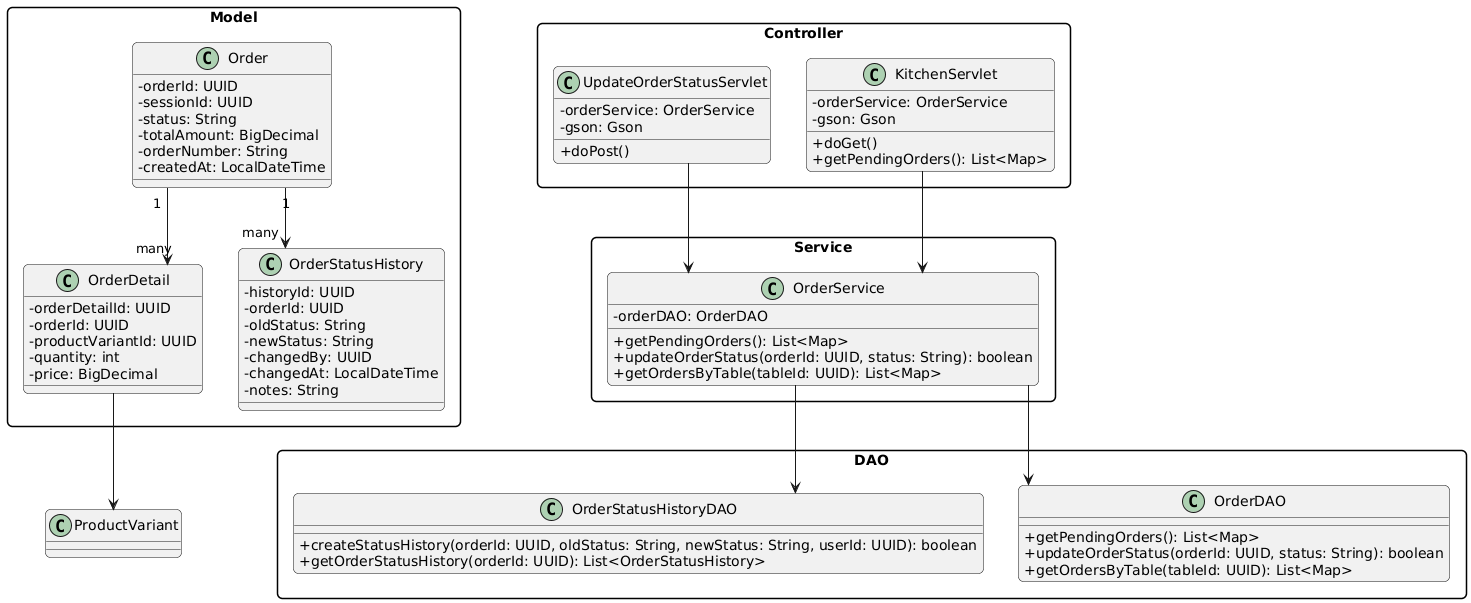 Model
C Order
-orderId: UUID
-sessionId: UUID
-status: String
-totalAmount: BigDecimal
-orderNumber: String
-createdAt: LocalDateTime
1
1
many
many
C OrderDetail
-orderDetailId: UUID
-orderId: UUID
-productVariantId: UUID
-quantity: int
-price: BigDecimal
C OrderStatusHistory
-historyId: UUID
-orderId: UUID
-oldStatus: String
-newStatus: String
-changedBy: UUID
-changedAt: LocalDateTime
-notes: String
C ProductVariant
Controller
C UpdateOrderStatusServlet
-orderService: OrderService
-gson: Gson
+doPost()
C KitchenServlet
-orderService: OrderService
-gson: Gson
+doGet()
+getPendingOrders(): List<Map>
Service
C OrderService
-orderDAO: OrderDAO
+getPendingOrders(): List<Map>
+updateOrderStatus(orderId: UUID, status: String): boolean
+getOrdersByTable(tableId: UUID): List<Map>
DAO
C OrderStatusHistoryDAO
+createStatusHistory(orderId: UUID, oldStatus: String, newStatus: String, userId: UUID): boolean
+getOrderStatusHistory(orderId: UUID): List<OrderStatusHistory>
C OrderDAO
+getPendingOrders(): List<Map>
+updateOrderStatus(orderId: UUID, status: String): boolean
+getOrdersByTable(tableId: UUID): List<Map>